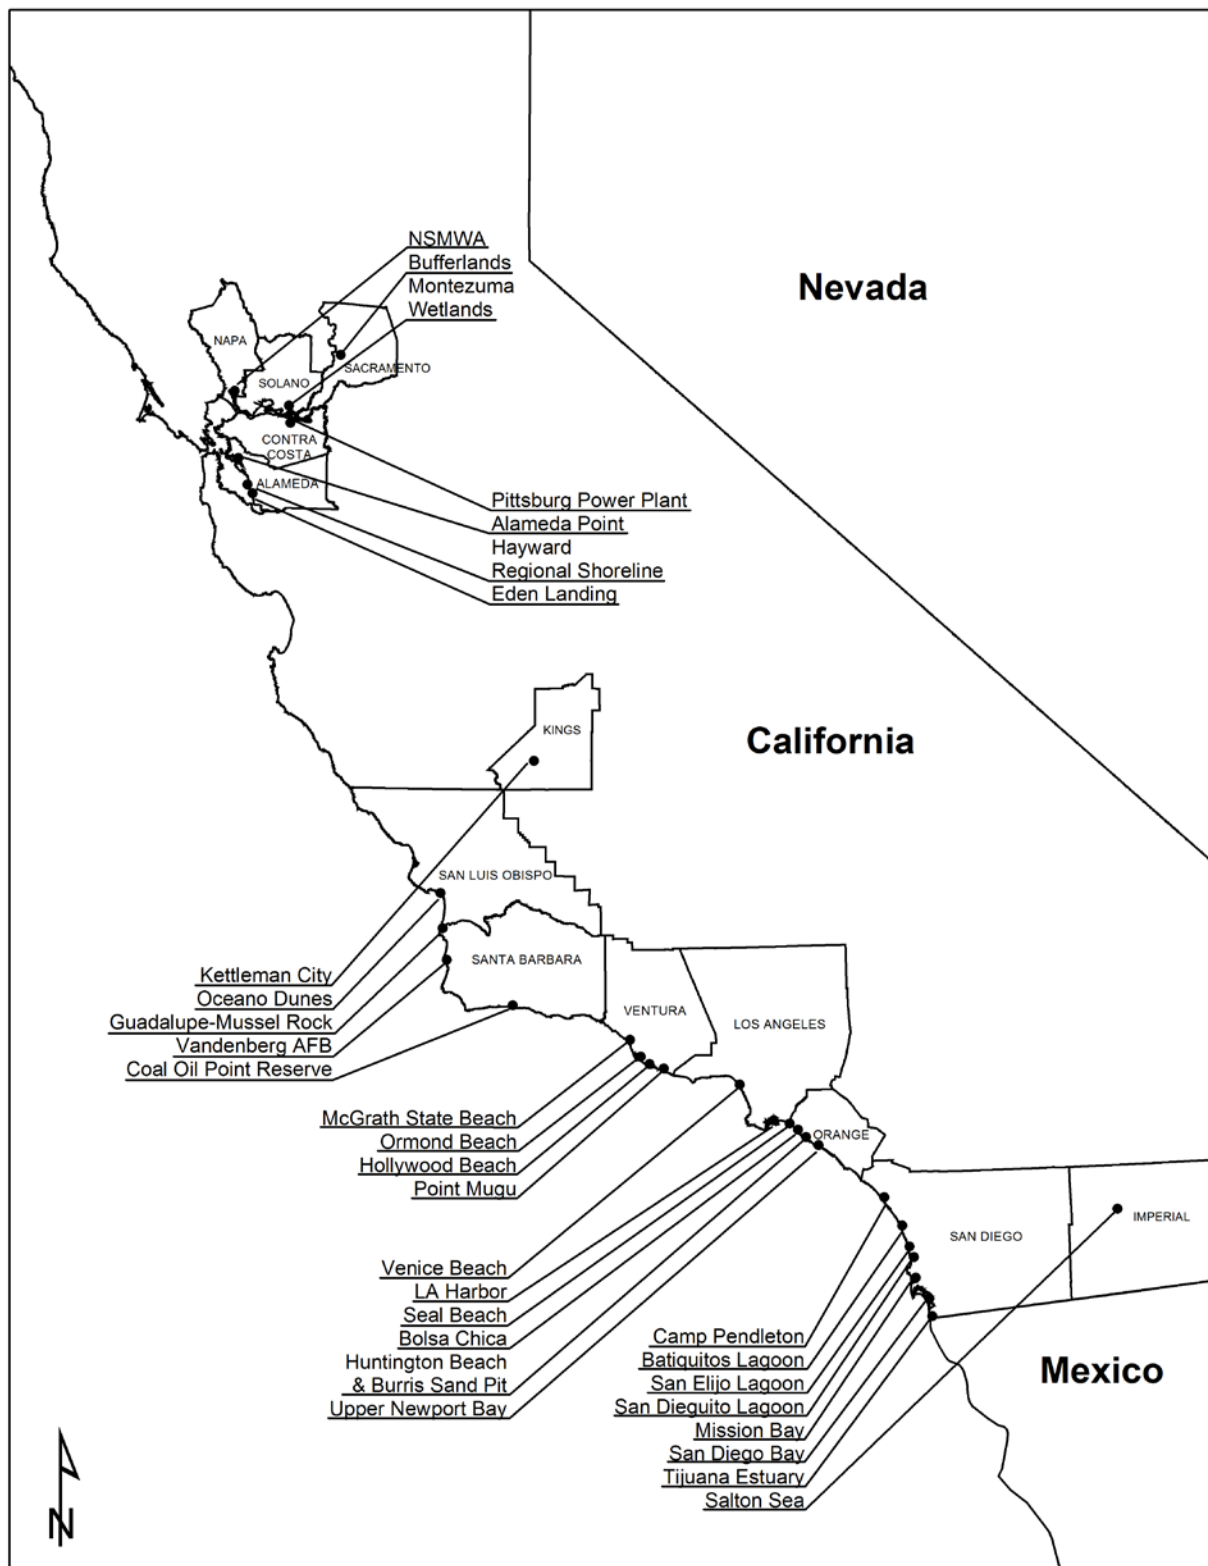 NSMWA
Bufferlands
Montezuma
Wetlands
Nevada
NAPA
SACRAMENTO
SOLANO
CONTRA
COSTA
ALAMEDA
Pittsburg Power Plant
Alameda Point
Hayward
Regional Shoreline
Eden Landing
KINGS
California
SAN LUIS OBISPO
SANTA BARBARA
VENTURA
LOS ANGELES
Kettleman City
Oceano Dunes
Guadalupe-Mussel Rock
Vandenberg AFB
Coal Oil Point Reserve
McGrath State Beach
Ormond Beach
Hollywood Beach
Point Mugu
ORANGE
SAN DIEGO
IMPERIAL
Venice Beach
LA Harbor
Seal Beach
Bolsa Chica
Huntington Beach
& Burris Sand Pit
Upper Newport Bay
Camp Pendleton
Batiquitos Lagoon
San Elijo Lagoon
San Dieguito Lagoon
Mission Bay
San Diego Bay
Tijuana Estuary
Salton Sea
Mexico
N